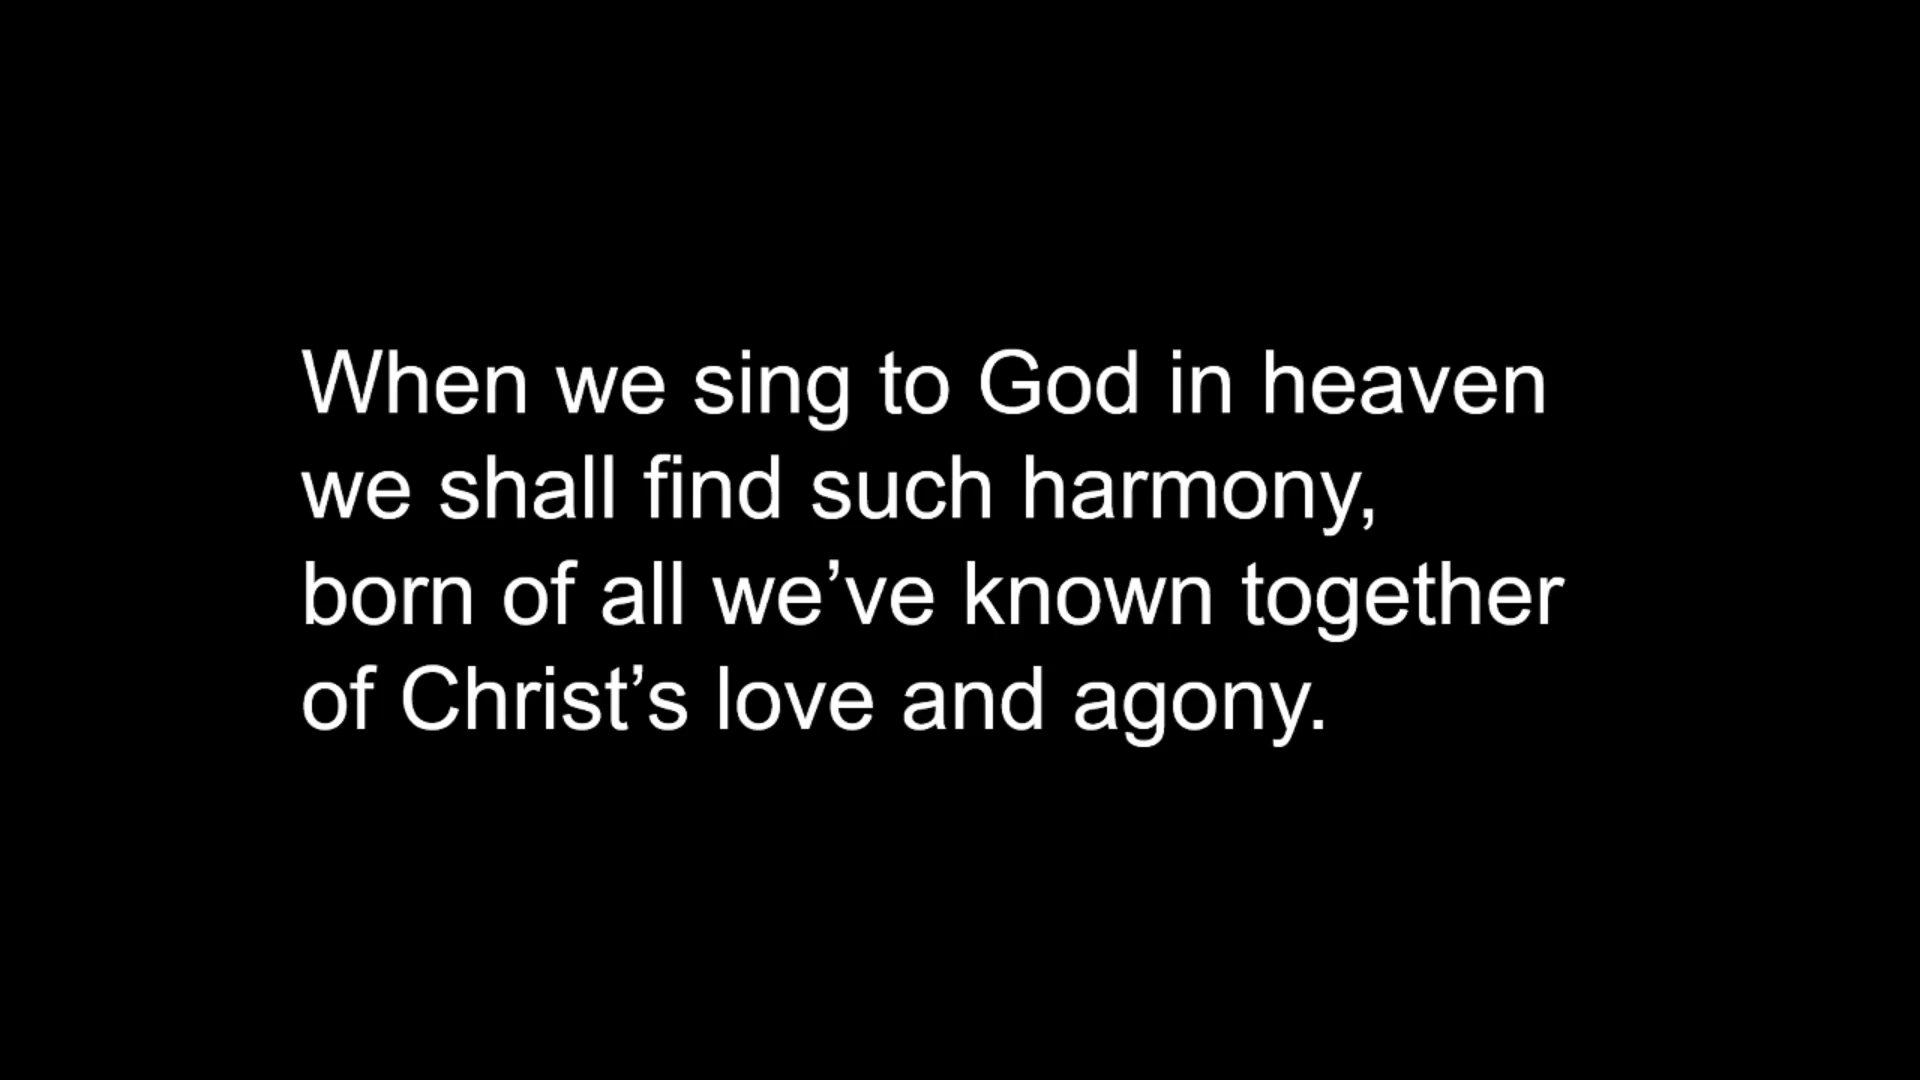 When we sing to God in heaven
we shall find such harmony,
born of all we’ve known together
of Christ’s love and agony.